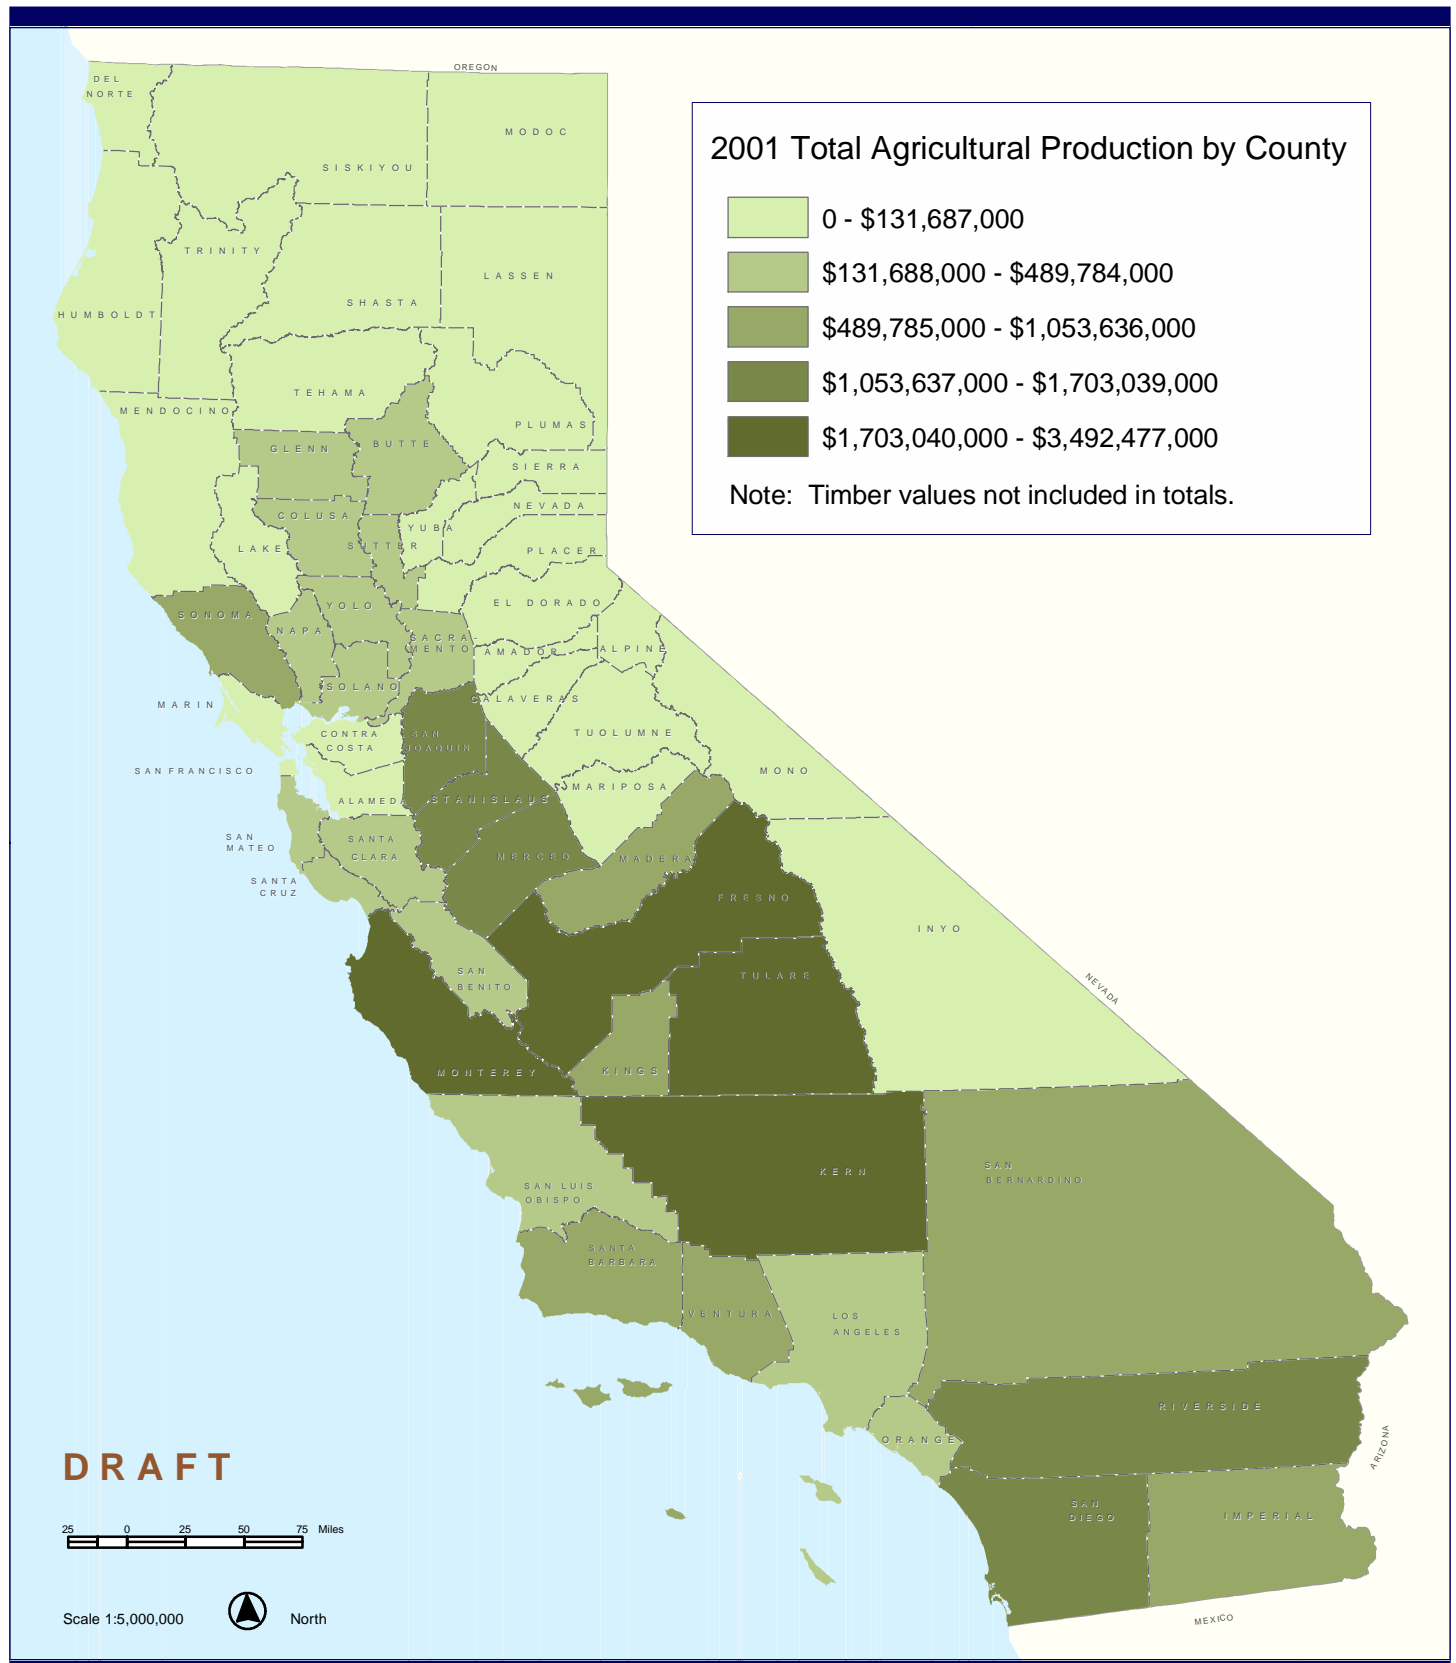 OREGON
DEL
NORTE
MODOC
SISKIYOU
2001 Total Agricultural Production by County
0 - $131,687,000
$131,688,000 - $489,784,000
$489,785,000 - $1,053,636,000
$1,053,637,000 - $1,703,039,000
$1,703,040,000 - $3,492,477,000
Note: Timber values not included in totals.
TRINITY
LASSEN
SHASTA
HUMBOLDT
TEHAMA
MENDOCINO
PLUMAS
BUTTE
GLENN
SIERRA
NEVADA
COLUSA
YUBA
SUTTER
LAKE
PLACER
EL DORADO
YOLO
SONOMA
NAPA
SACRA-
MENTO
AMADOR
ALPINE
SOLANO
CALAVERAS
MARIN
CONTRA
COSTA
SAN
JOAQUIN
TUOLUMNE
SAN FRANCISCO
MONO
MARIPOSA
ALAMEDA
STANISLAUS
SAN
MATEO
SANTA
CLARA
MERCED
MADERA
SANTA
CRUZ
FRESNO
INYO
SAN
BENITO
TULARE
NEVADA
MONTEREY
KINGS
KERN
SAN
BERNARDINO
SAN LUIS
OBISPO
SANTA
BARBARA
VENTURA
LOS
ANGELES
RIVERSIDE
ORANGE
ARIZONA
SAN
DIEGO
IMPERIAL
MEXICO
DRAFT
25 0 25 50 75 Miles
Scale 1:5,000,000
North